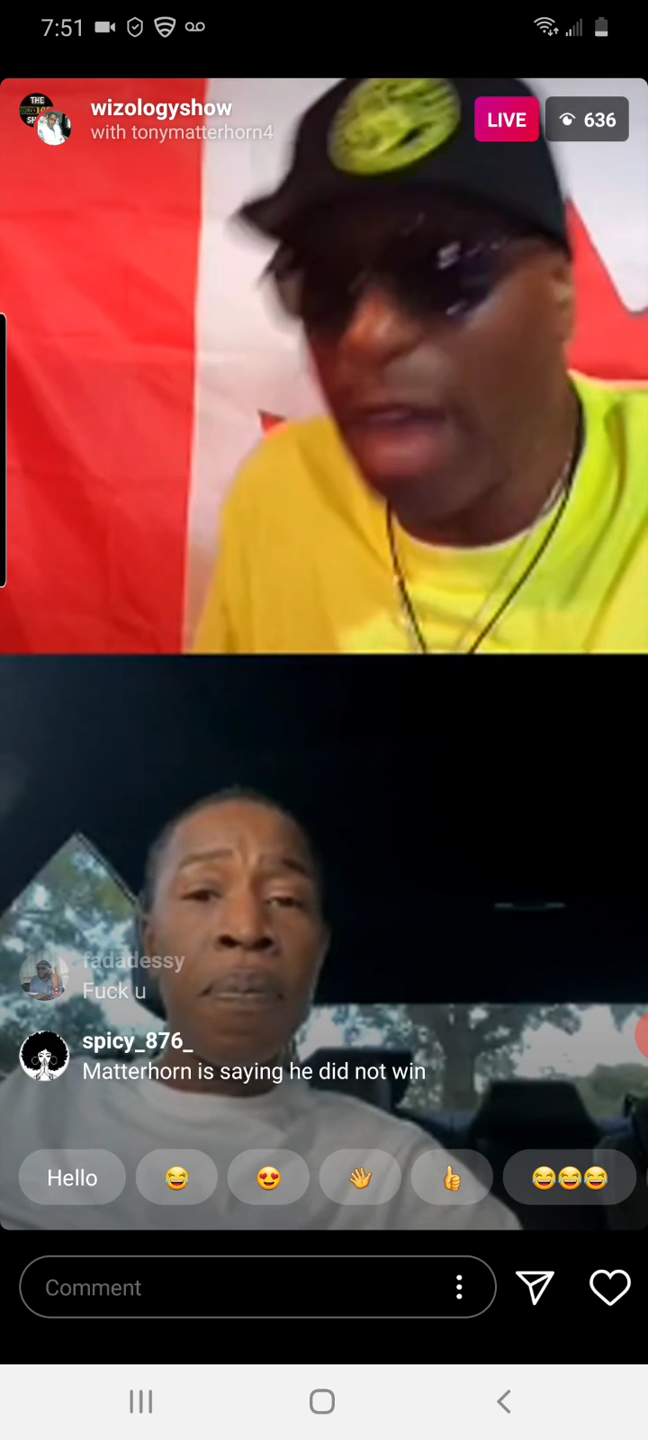 7:51
wizologyshow
with tonymatterhorn4
LIVE
636
THE
fadadessy
Fuck u
spicy_876_
Matterhorn is saying he did not win
Hello
Comment